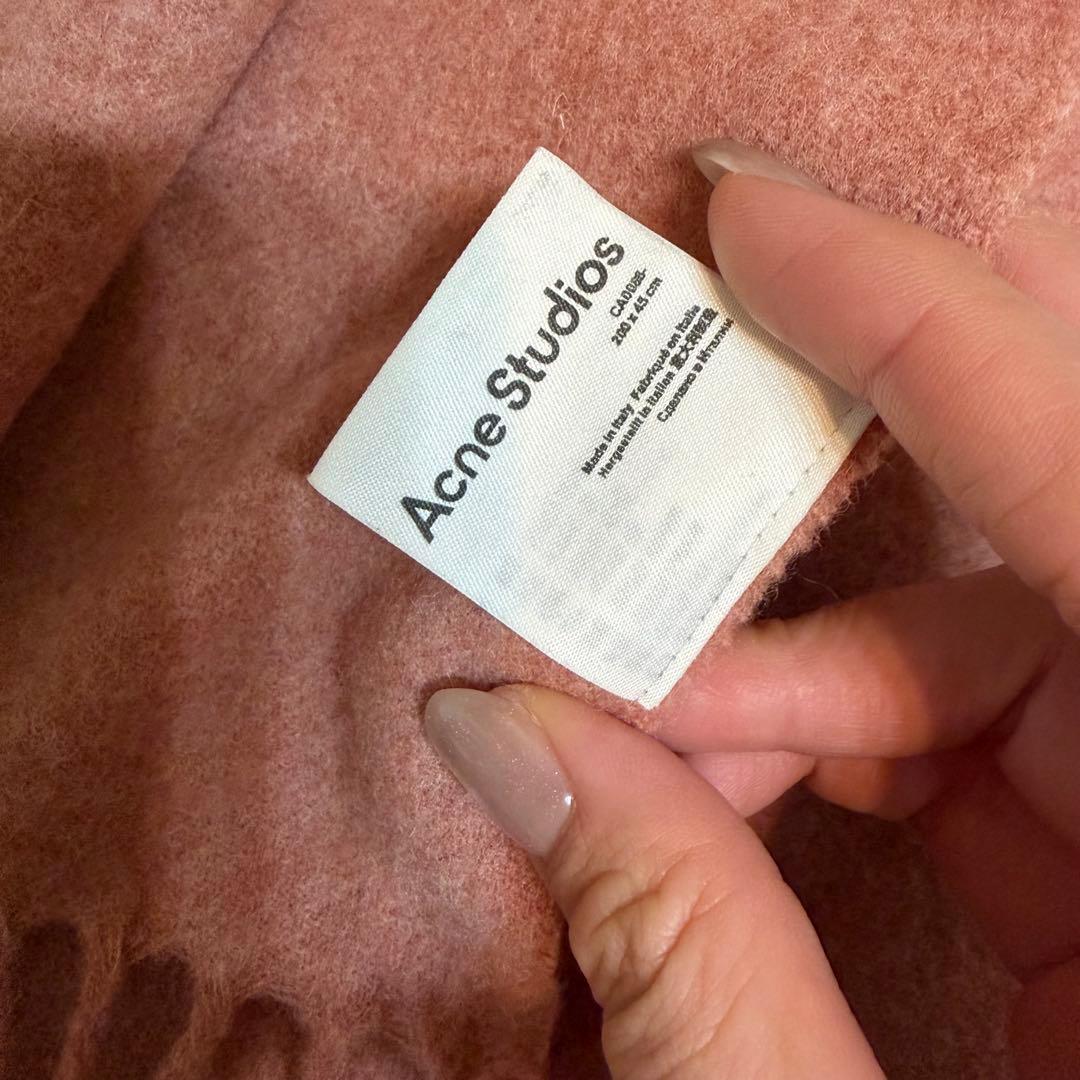 Acne Studios
CA0088-
200 x 45 cm
Made in Italy Fabriqué en Italie
Hergestellt in Italien 意大利制造
Сделано в Италии